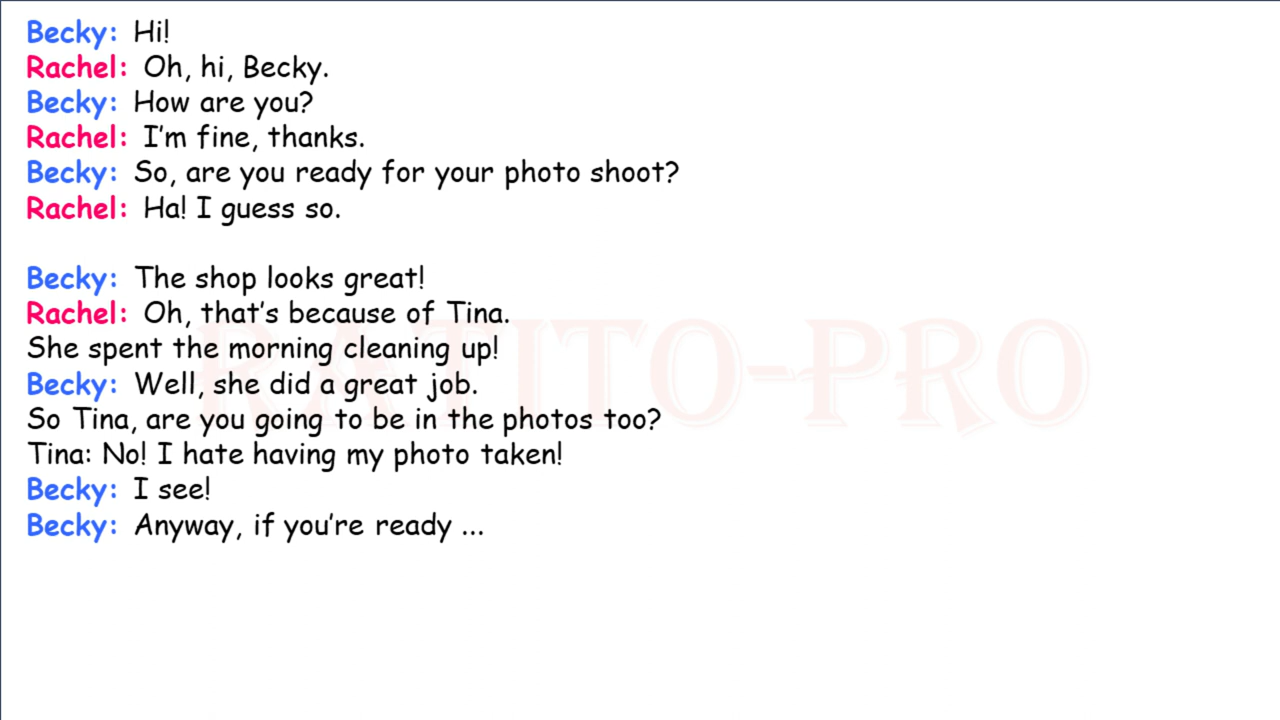 Becky: Hi!
Rachel: Oh, hi, Becky.
Becky: How are you?
Rachel: I'm fine, thanks.
Becky: So, are you ready for your photo shoot?
Rachel: Ha! I guess so.
Becky: The shop looks great!
Rachel: Oh, that's because of Tina.
She spent the morning cleaning up!
Becky: Well, she did a great job.
So Tina, are you going to be in the photos too?
Tina: No! I hate having my photo taken!
Becky: I see!
Becky: Anyway, if you're ready ...
RATITO-PRO